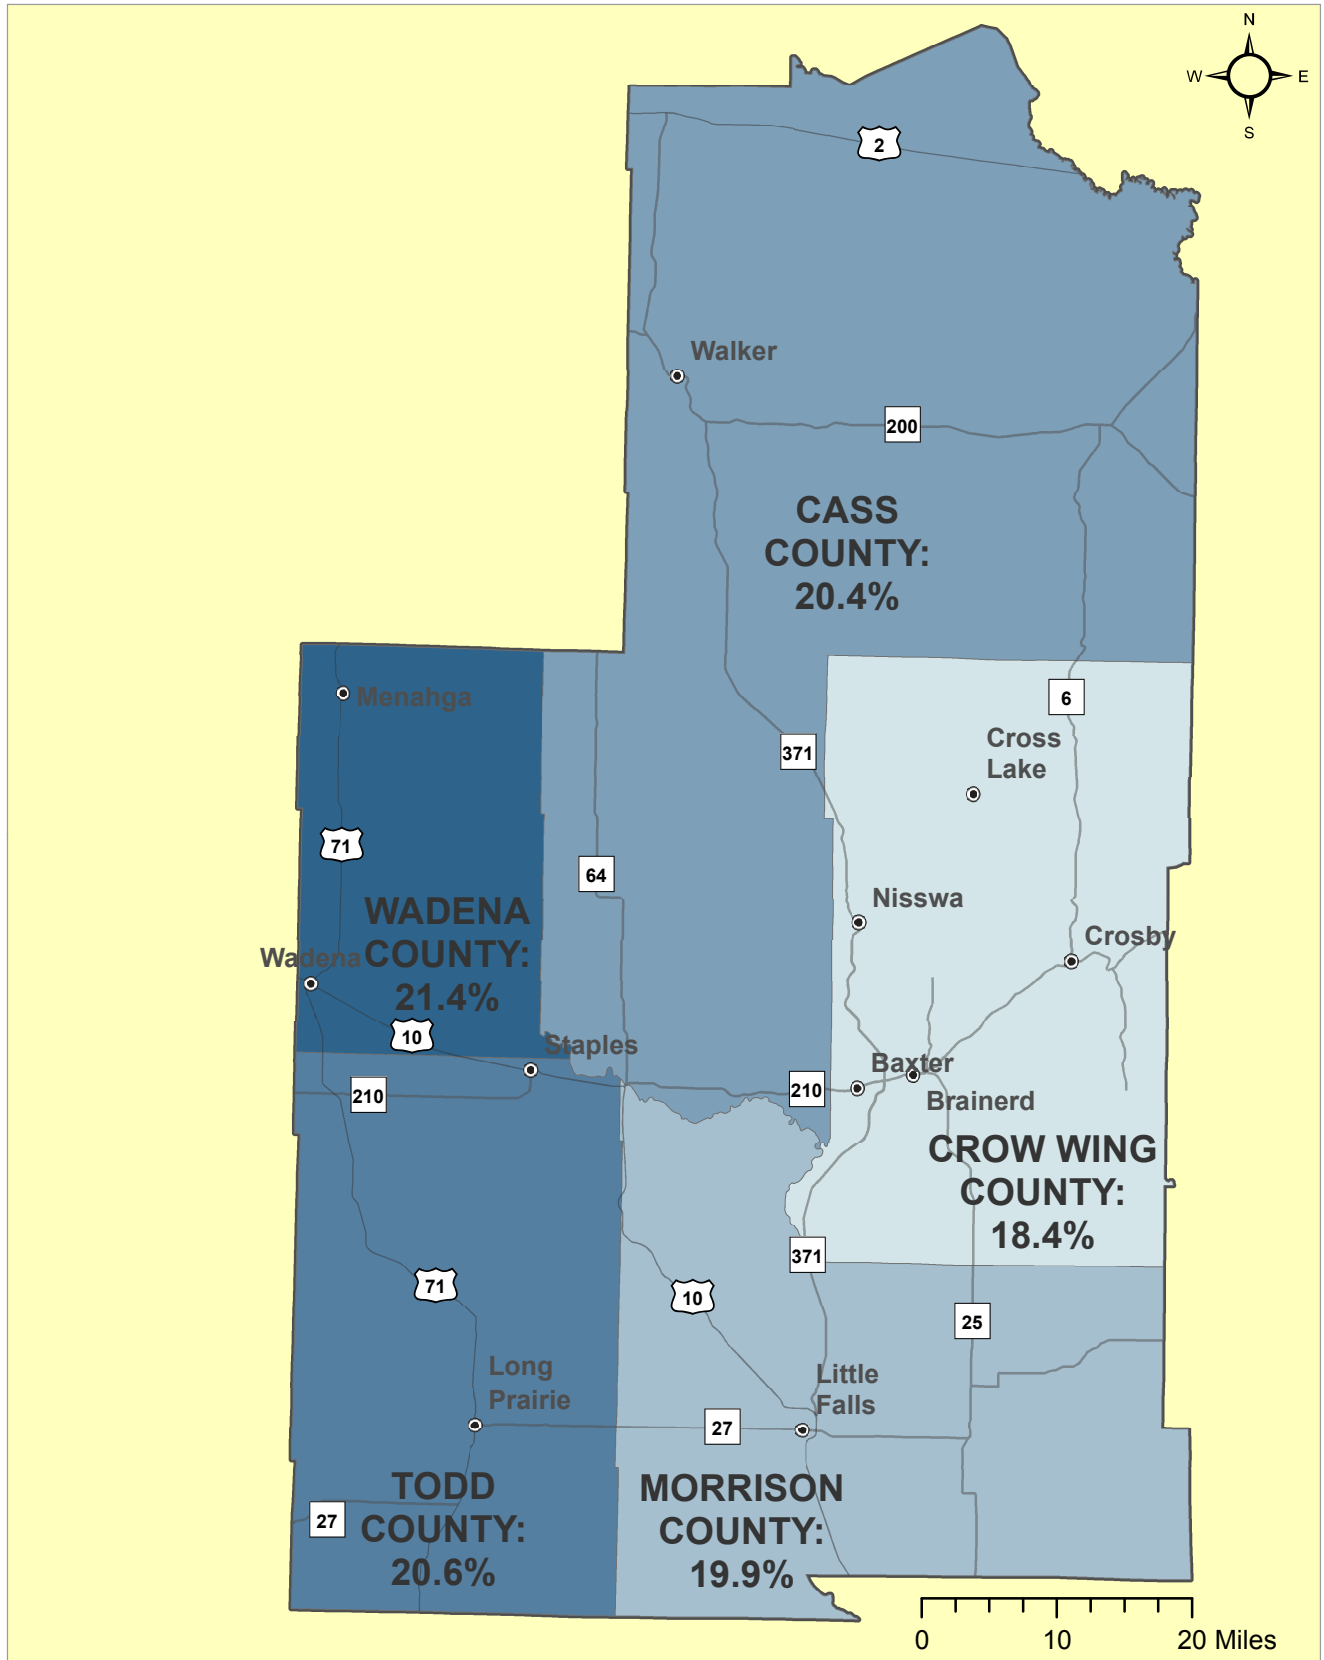 N
W E
S
2
Walker
200
CASS
COUNTY:
20.4%
Menahga
6
Cross
Lake
371
71
64
Nisswa
WADENA
COUNTY:
21.4%
Wadena
Crosby
10
Staples
Baxter
210
210
Brainerd
CROW WING
COUNTY:
18.4%
371
71
10
25
Long
Prairie
Little
Falls
27
TODD
COUNTY:
20.6%
MORRISON
COUNTY:
19.9%
27
0 10 20 Miles